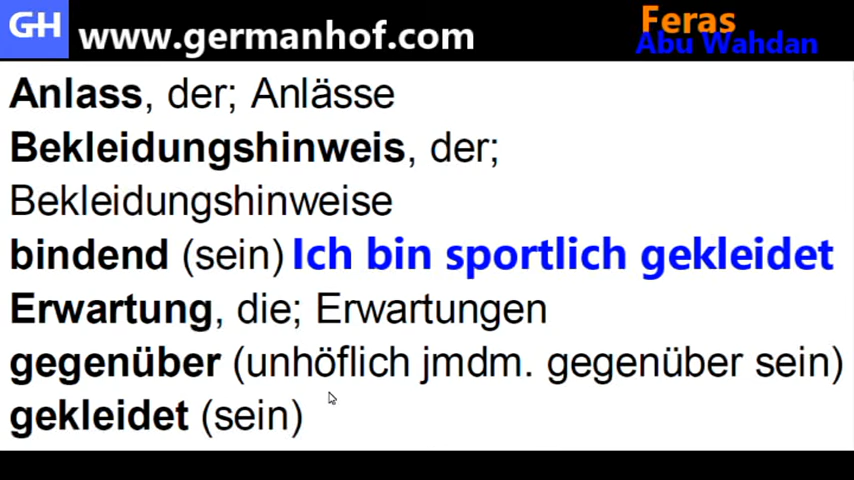 GH www.germanhof.com
Feras
Abu Wahdan
Anlass, der; Anlässe
Bekleidungshinweis, der;
Bekleidungshinweise
bindend (sein) Ich bin sportlich gekleidet
Erwartung, die; Erwartungen
gegenüber (unhöflich jmdm. gegenüber sein)
gekleidet (sein)